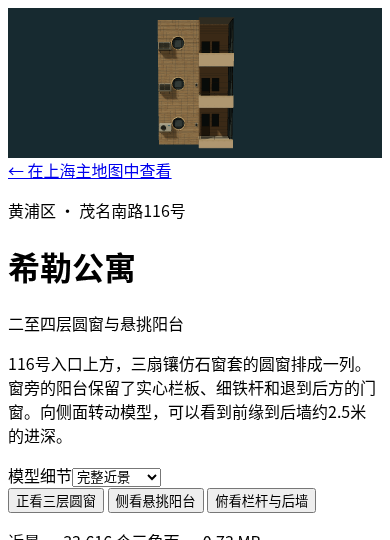 ← 在上海主地图中查看
黄浦区 · 茂名南路116号
希勒公寓
二至四层圆窗与悬挑阳台
116号入口上方，三扇镶仿石窗套的圆窗排成一列。
窗旁的阳台保留了实心栏板、细铁杆和退到后方的门
窗。向侧面转动模型，可以看到前缘到后墙约2.5米
的进深。
模型细节 完整近景
正看三层圆窗 侧看悬挑阳台 俯看栏杆与后墙